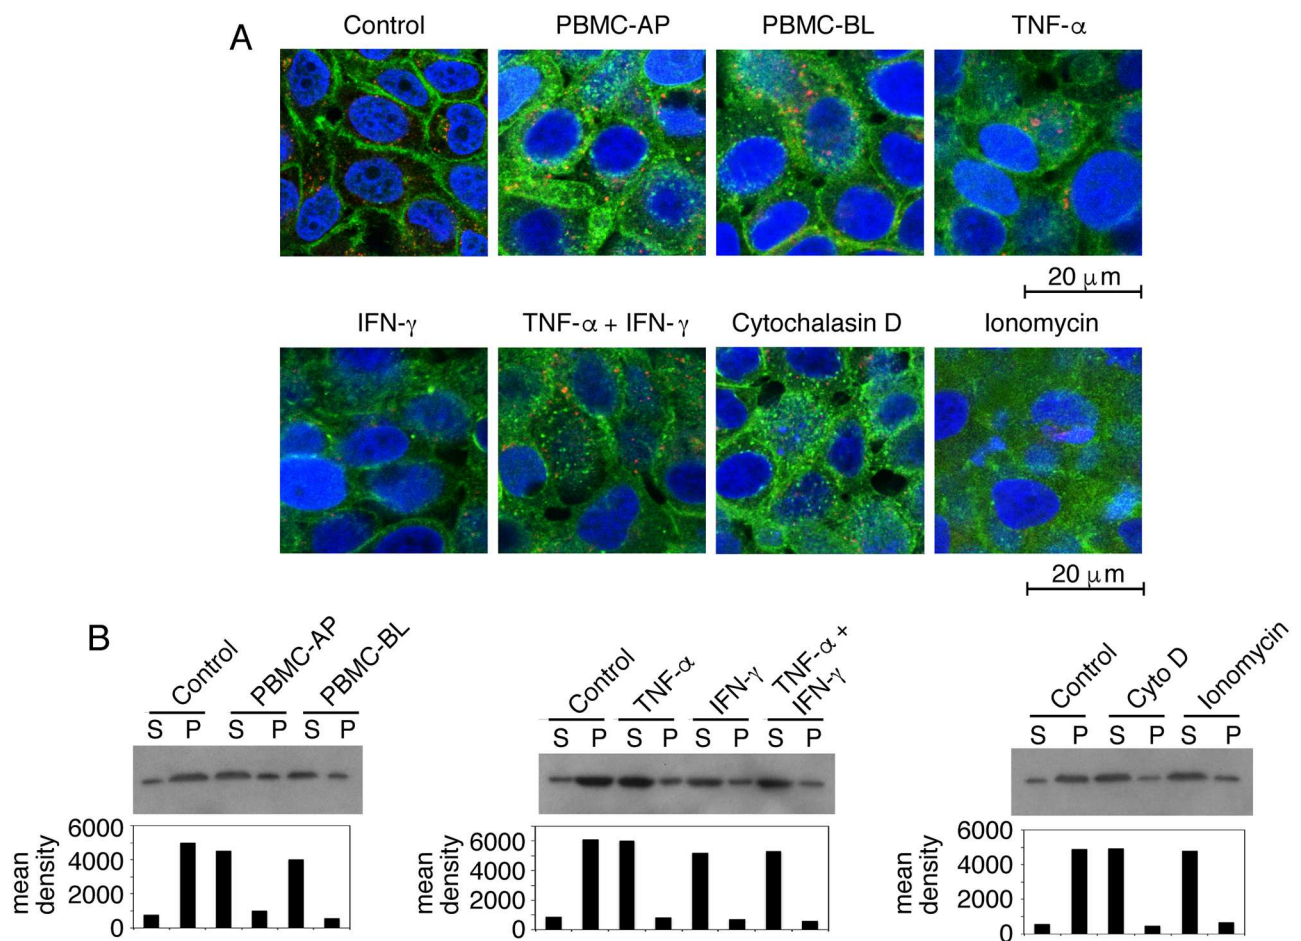 A
Control PBMC-AP PBMC-BL TNF-α
20 μm
IFN-γ TNF-α + IFN-γ Cytochalasin D Ionomycin
20 μm
B
Control PBMC-AP PBMC-BL
S P S P S P
6000
4000
2000
0
mean density
Control TNF-α IFN-γ TNF-α + IFN-γ
S P S P S P S P
6000
4000
2000
0
mean density
Control Cyto D Ionomycin
S P S P S P
6000
4000
2000
0
mean density